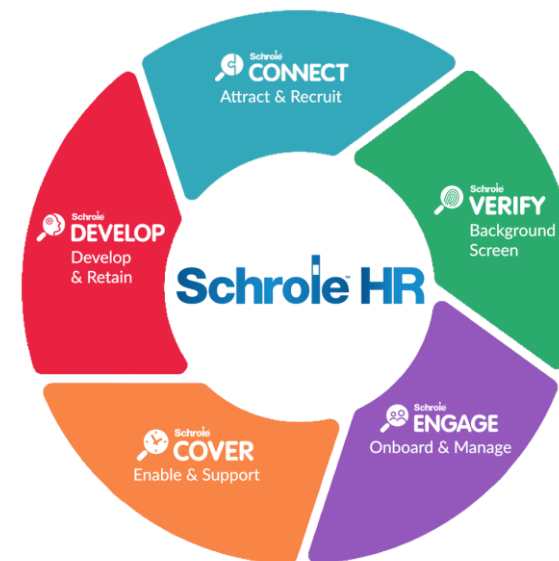 Schrole
CONNECT
Attract & Recruit
Schrole
VERIFY
Background
Screen
Schrole
ENGAGE
Onboard & Manage
Schrole
COVER
Enable & Support
Schrole
DEVELOP
Develop
& Retain
Schrole HR